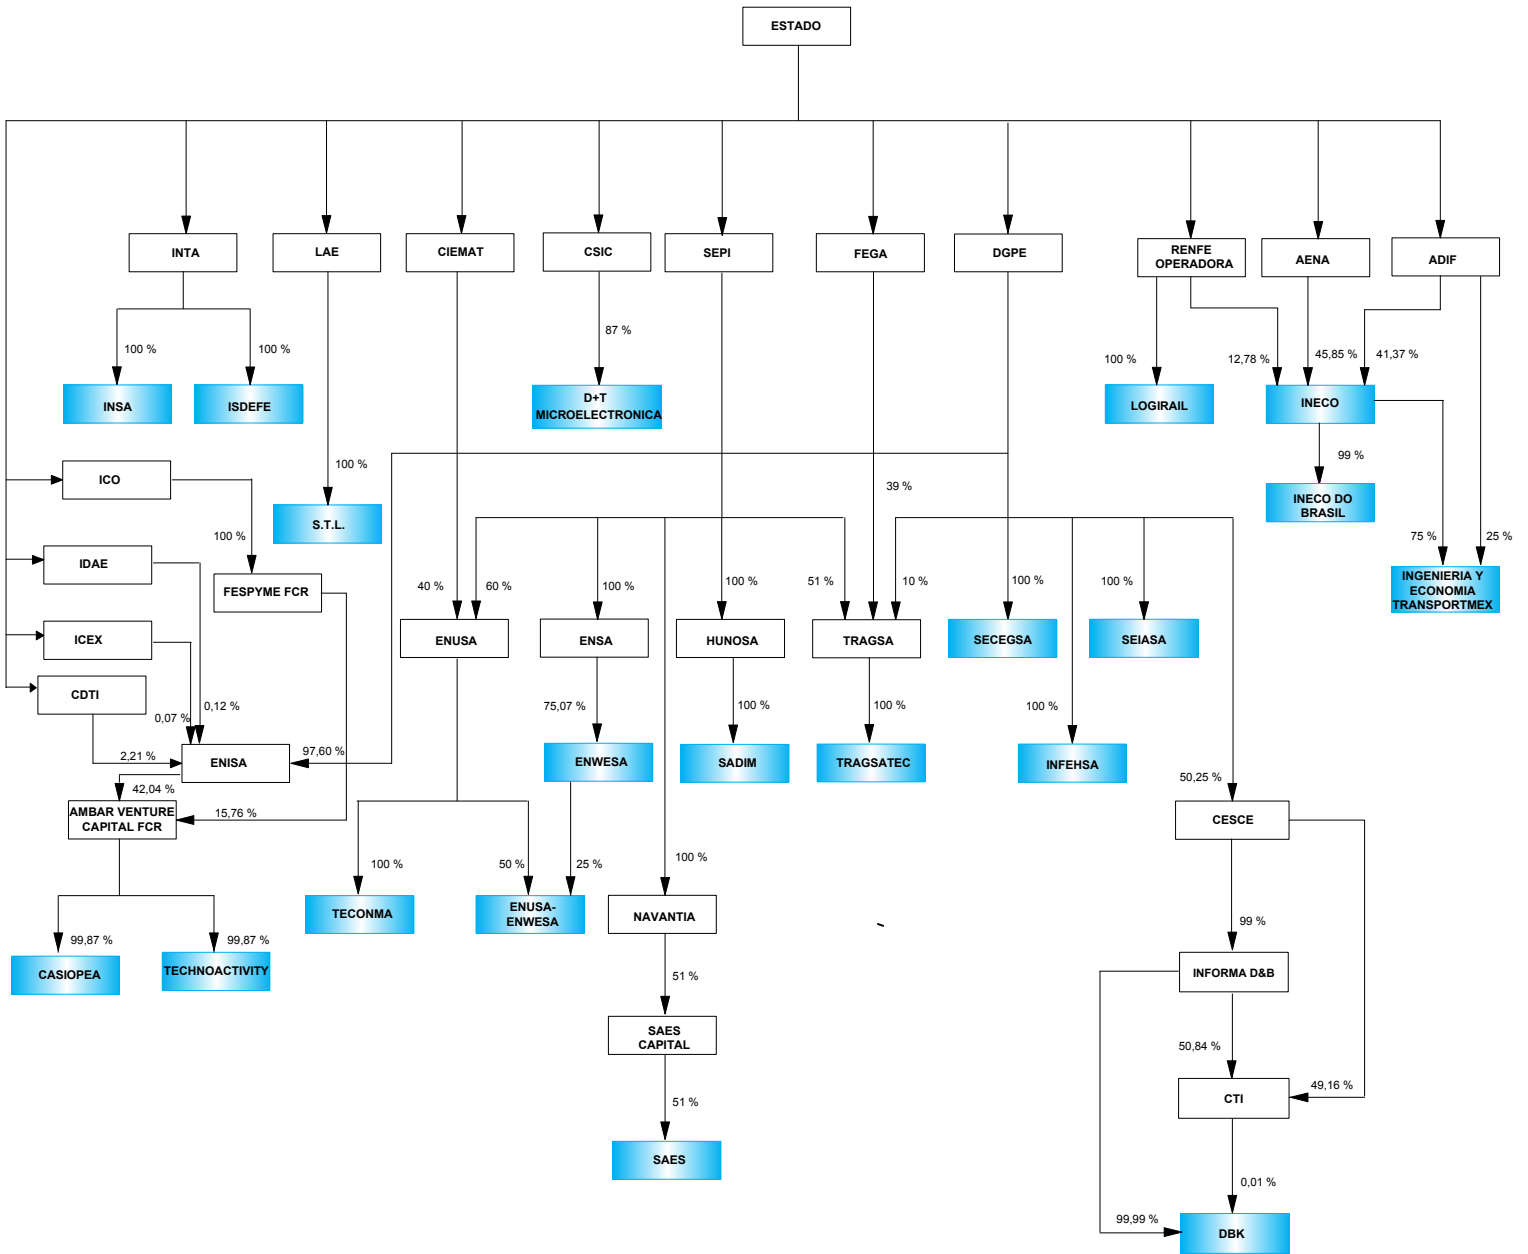 ESTADO
INTA
LAE
CIEMAT
CSIC
SEPI
FEGA
DGPE
RENFE
OPERADORA
AENA
ADIF
100 %
100 %
87 %
100 %
12,78 %
45,85 %
41,37 %
INSA
ISDEFE
D+T
MICROELECTRONICA
LOGIRAIL
INECO
ICO
100 %
39 %
99 %
S.T.L.
INECO DO
BRASIL
100 %
75 %
25 %
IDAE
FESPYME FCR
40 %
60 %
100 %
100 %
51 %
10 %
100 %
100 %
INGENIERIA Y
ECONOMIA
TRANSPORTMEX
ICEX
ENUSA
ENSA
HUNOSA
TRAGSA
SECEGSA
SEIASA
CDTI
0,07 %
0,12 %
75,07 %
100 %
100 %
100 %
2,21 %
ENISA
97,60 %
ENWESA
SADIM
TRAGSATEC
INFEHSA
42,04 %
50,25 %
AMBAR VENTURE
CAPITAL FCR
15,76 %
CESCE
100 %
50 %
25 %
100 %
TECONMA
ENUSA-
ENWESA
NAVANTIA
99,87 %
99,87 %
99 %
CASIOPEA
TECHNOACTIVITY
51 %
INFORMA D&B
SAES
CAPITAL
50,84 %
49,16 %
CTI
51 %
SAES
0,01 %
99,99 %
DBK